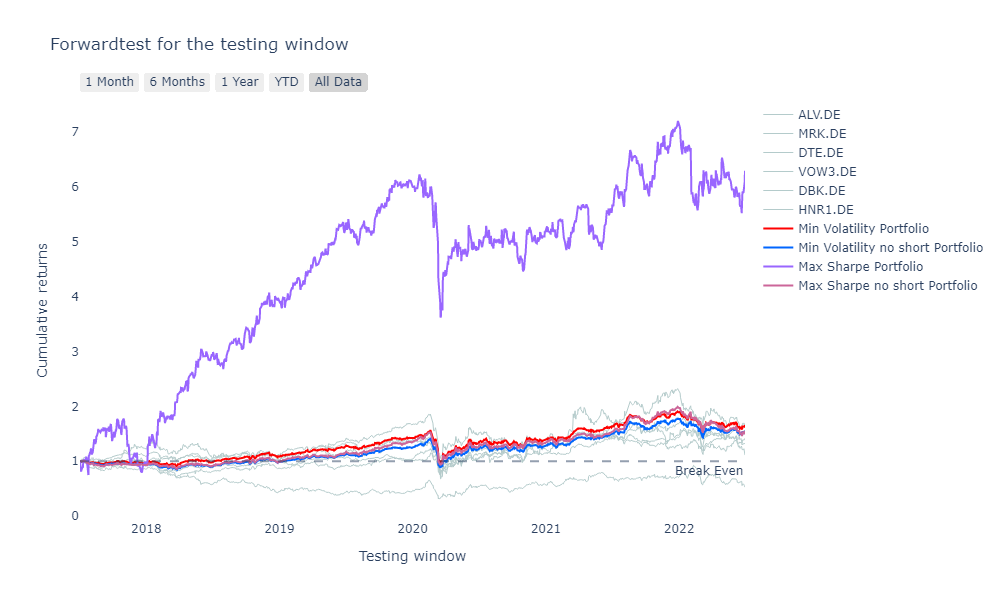 Forwardtest for the testing window
1 Month 6 Months 1 Year YTD All Data
ALV.DE
MRK.DE
DTE.DE
VOW3.DE
DBK.DE
HNR1.DE
Min Volatility Portfolio
Min Volatility no short Portfolio
Max Sharpe Portfolio
Max Sharpe no short Portfolio
Cumulative returns
7
6
5
4
3
2
1
0
Break Even
2018 2019 2020 2021 2022
Testing window